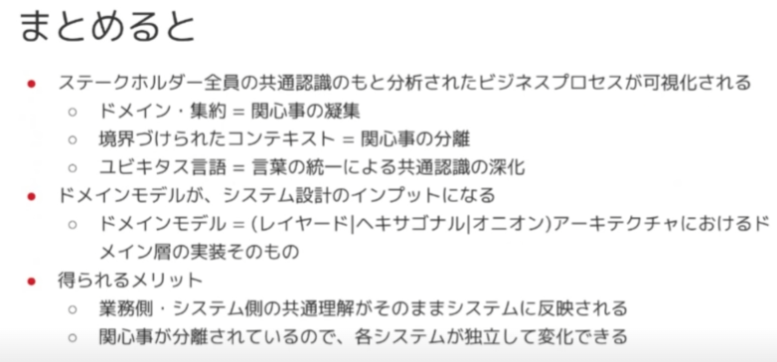 まとめると
● ステークホルダー全員の共通認識のもと分析されたビジネスプロセスが可視化される
○ ドメイン・集約 = 関心事の凝集
○ 境界づけられたコンテキスト = 関心事の分離
○ ユビキタス言語 = 言葉の統一による共通認識の深化
● ドメインモデルが、システム設計のインプットになる
○ ドメインモデル = (レイヤード|ヘキサゴナル|オニオン)アーキテクチャにおけるド
メイン層の実装そのもの
● 得られるメリット
○ 業務側・システム側の共通理解がそのままシステムに反映される
○ 関心事が分離されているので、各システムが独立して変化できる